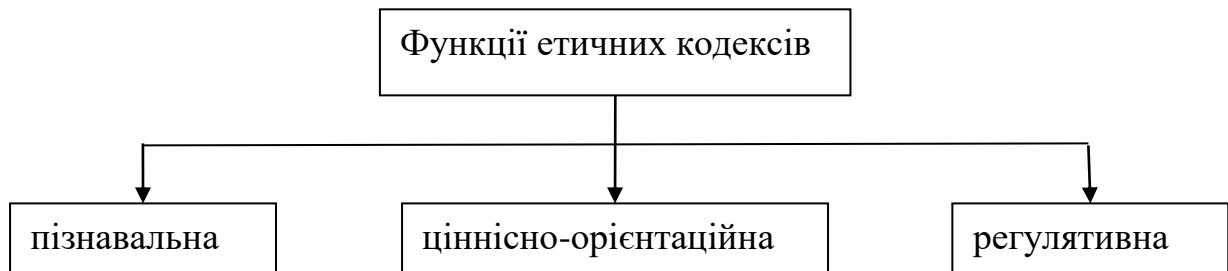 Функції етичних кодексів
пізнавальна
ціннісно-орієнтаційна
регулятивна